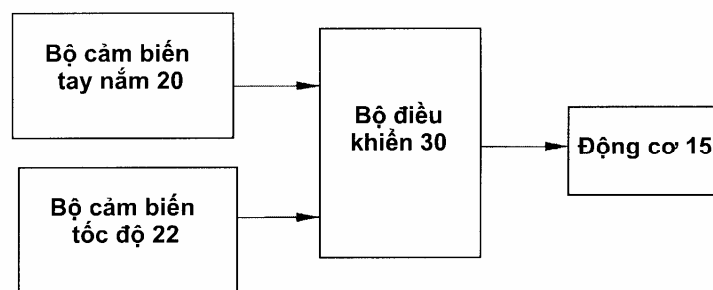 Bộ cảm biến
tay nắm 20
Bộ cảm biến
tốc độ 22
Bộ điều
khiển 30
Động cơ 15